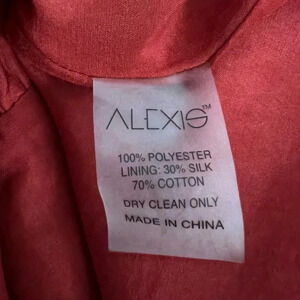 ALEXIS™
100% POLYESTER
LINING: 30% SILK
70% COTTON
DRY CLEAN ONLY
MADE IN CHINA